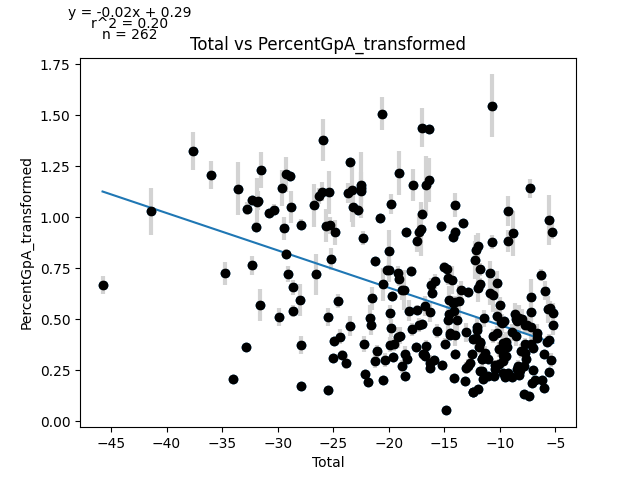 y = -0.02x + 0.29
r^2 = 0.20
n = 262
Total vs PercentGpA_transformed
1.75
1.50
1.25
1.00
0.75
0.50
0.25
0.00
PercentGpA_transformed
−45 −40 −35 −30 −25 −20 −15 −10 −5
Total